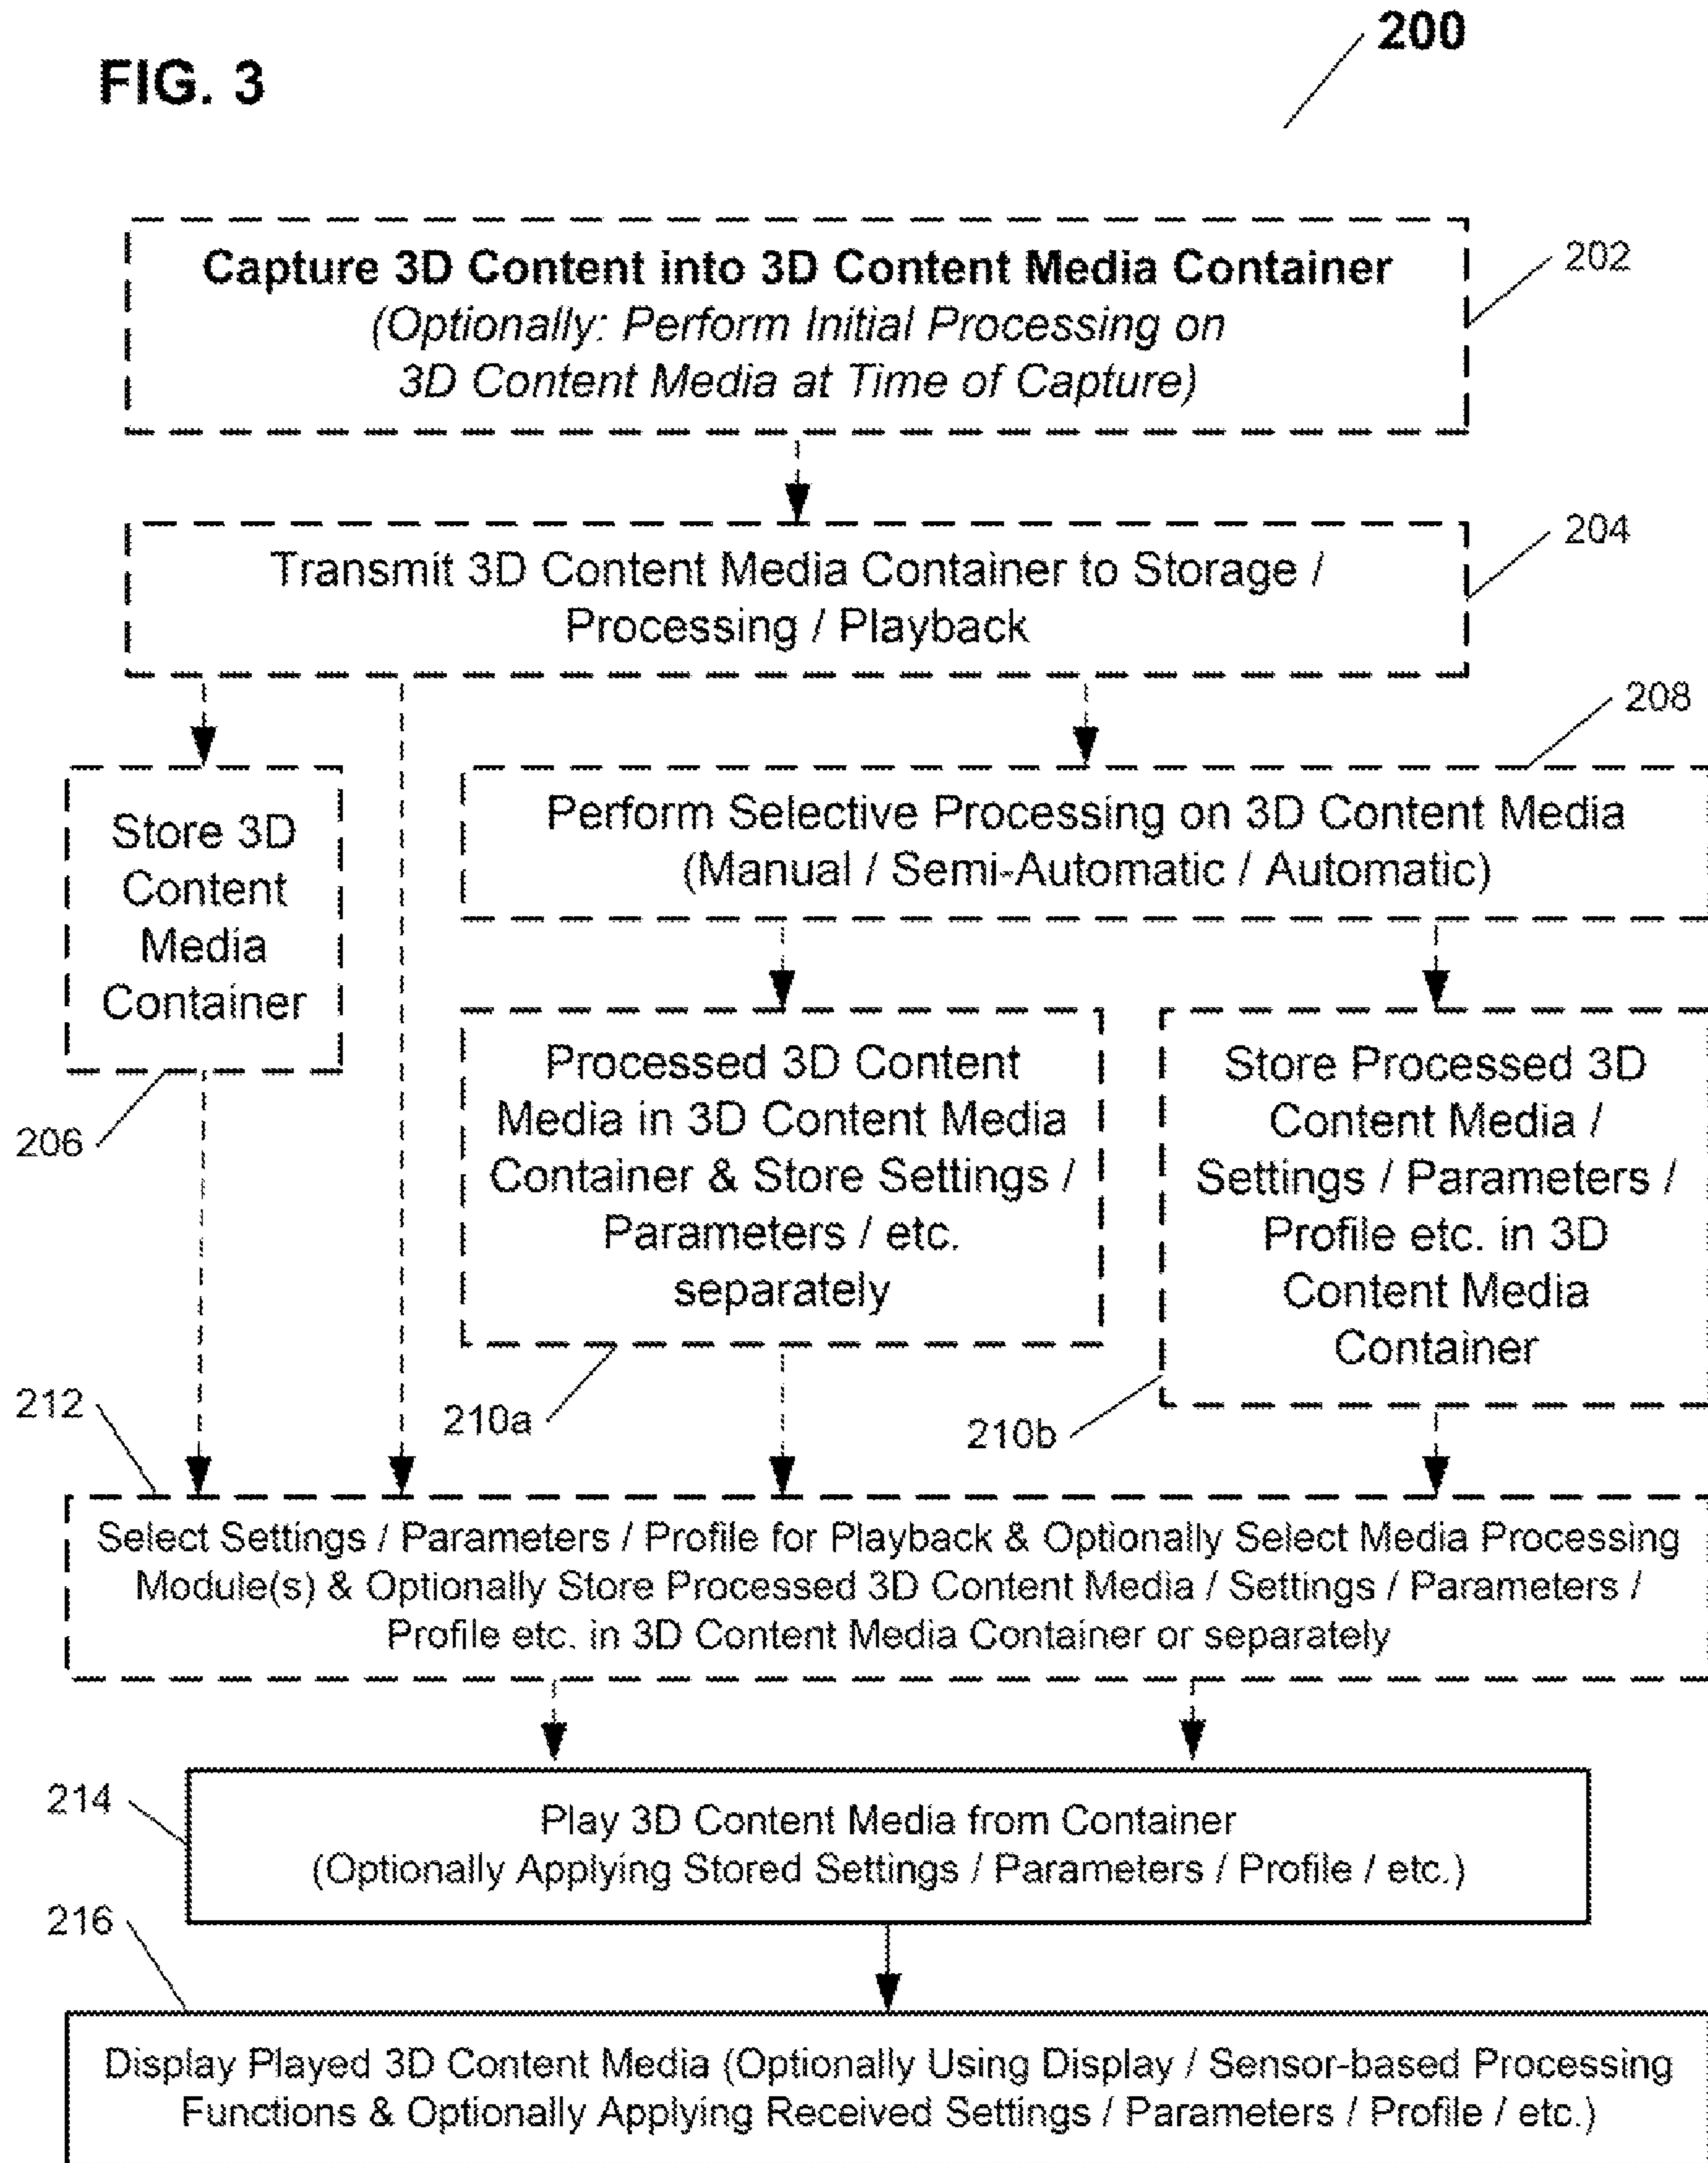 200
FIG. 3
Capture 3D Content into 3D Content Media Container
(Optionally: Perform Initial Processing on
3D Content Media at Time of Capture)
202
Transmit 3D Content Media Container to Storage /
Processing / Playback
204
208
Store 3D
Content
Media
Container
206
Perform Selective Processing on 3D Content Media
(Manual / Semi-Automatic / Automatic)
Processed 3D Content
Media in 3D Content Media
Container & Store Settings /
Parameters / etc.
separately
210a
Store Processed 3D
Content Media /
Settings / Parameters /
Profile etc. in 3D
Content Media
Container
210b
212
Select Settings / Parameters / Profile for Playback & Optionally Select Media Processing
Module(s) & Optionally Store Processed 3D Content Media / Settings / Parameters /
Profile etc. in 3D Content Media Container or separately
214
Play 3D Content Media from Container
(Optionally Applying Stored Settings / Parameters / Profile / etc.)
216
Display Played 3D Content Media (Optionally Using Display / Sensor-based Processing
Functions & Optionally Applying Received Settings / Parameters / Profile / etc.)